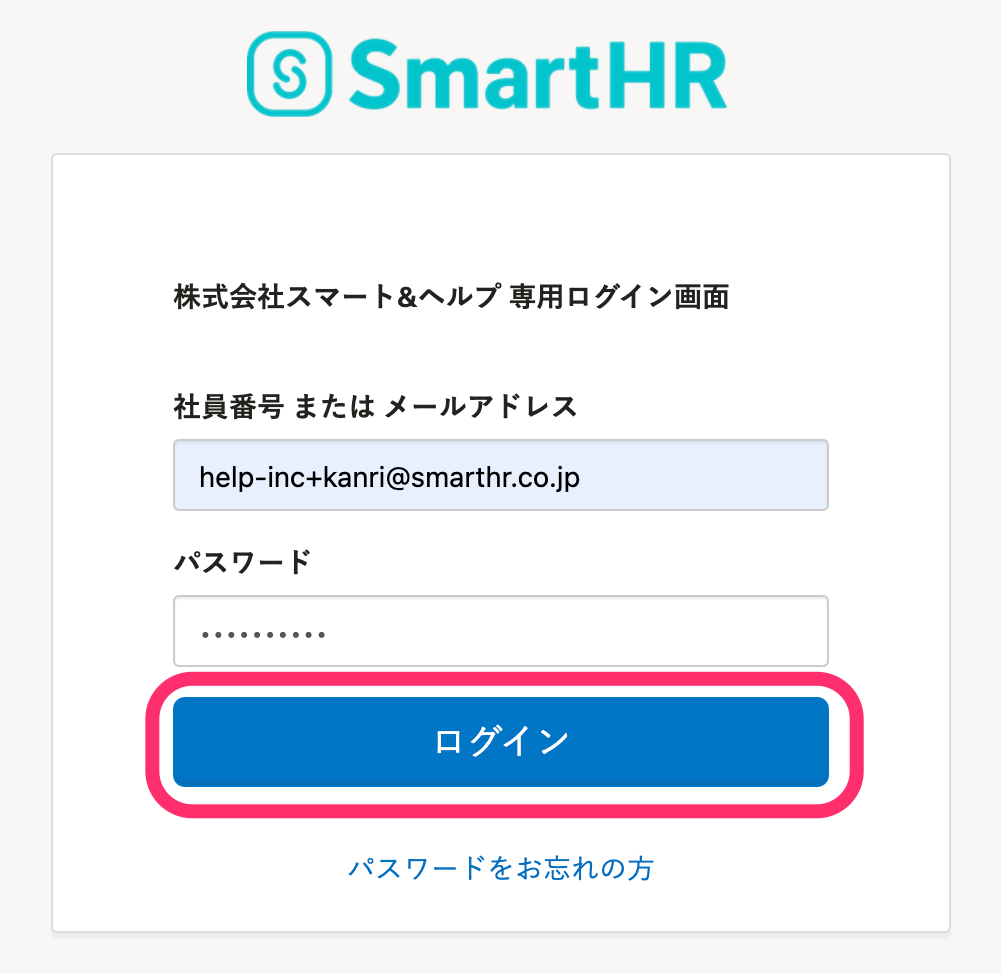 SmartHR
株式会社スマート&ヘルプ 専用ログイン画面
社員番号 または メールアドレス
help-inc+kanri@smarthr.co.jp
パスワード
••••••••••
ログイン
パスワードをお忘れの方